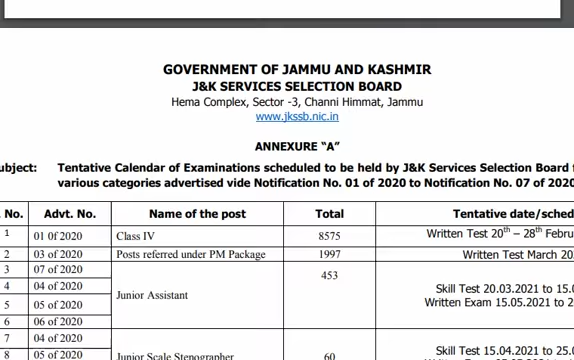 GOVERNMENT OF JAMMU AND KASHMIR
J&K SERVICES SELECTION BOARD
Hema Complex, Sector -3, Channi Himmat, Jammu
www.jkssb.nic.in
ANNEXURE "A"
ubject: Tentative Calendar of Examinations scheduled to be held by J&K Services Selection Board
various categories advertised vide Notification No. 01 of 2020 to Notification No. 07 of 2020
No. Advt. No. Name of the post Total Tentative date/sched
1 01 0f 2020 Class IV 8575 Written Test 20th – 28th Febru
2 03 of 2020 Posts referred under PM Package 1997 Written Test March 20
3 07 of 2020 453
4 04 of 2020 Skill Test 20.03.2021 to 15.0
Junior Assistant
5 05 of 2020 Written Exam 15.05.2021 to 2
6 06 of 2020
7 04 of 2020 Skill Test 15.04.2021 to 25.0
8 05 of 2020 Junior Scale Stenographer 60